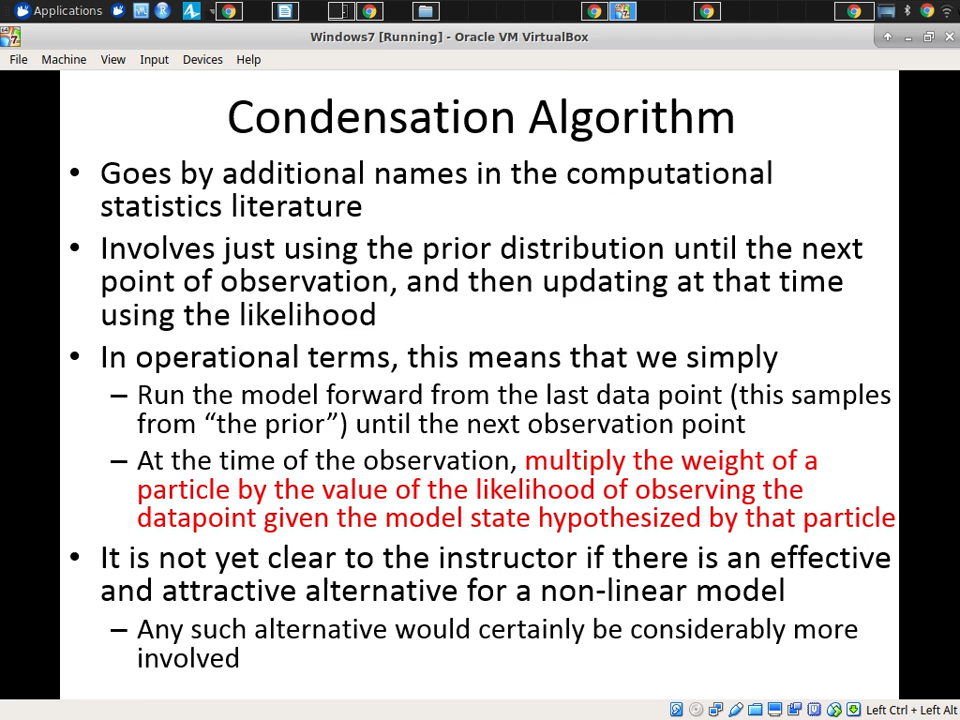 Applications
Windows7 [Running] - Oracle VM VirtualBox
File Machine View Input Devices Help
Condensation Algorithm
• Goes by additional names in the computational
statistics literature
• Involves just using the prior distribution until the next
point of observation, and then updating at that time
using the likelihood
• In operational terms, this means that we simply
– Run the model forward from the last data point (this samples
from “the prior”) until the next observation point
– At the time of the observation, multiply the weight of a
particle by the value of the likelihood of observing the
datapoint given the model state hypothesized by that particle
• It is not yet clear to the instructor if there is an effective
and attractive alternative for a non-linear model
– Any such alternative would certainly be considerably more
involved
Left Ctrl + Left Alt